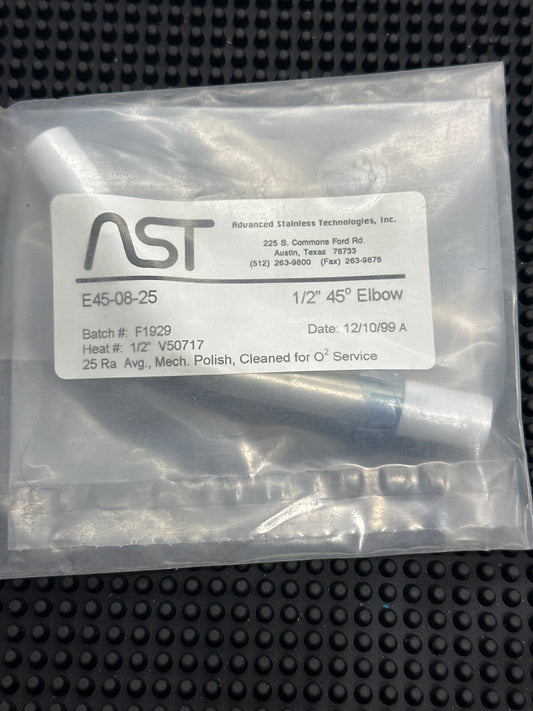 AST
Advanced Stainless Technologies, Inc.
225 S. Commons Ford Rd.
Austin, Texas 78733
(512) 263-9800 (Fax) 263-9876
E45-08-25 1/2" 45° Elbow
Batch #: F1929 Date: 12/10/99 A
Heat #: 1/2" V50717
25 Ra Avg., Mech. Polish, Cleaned for O² Service